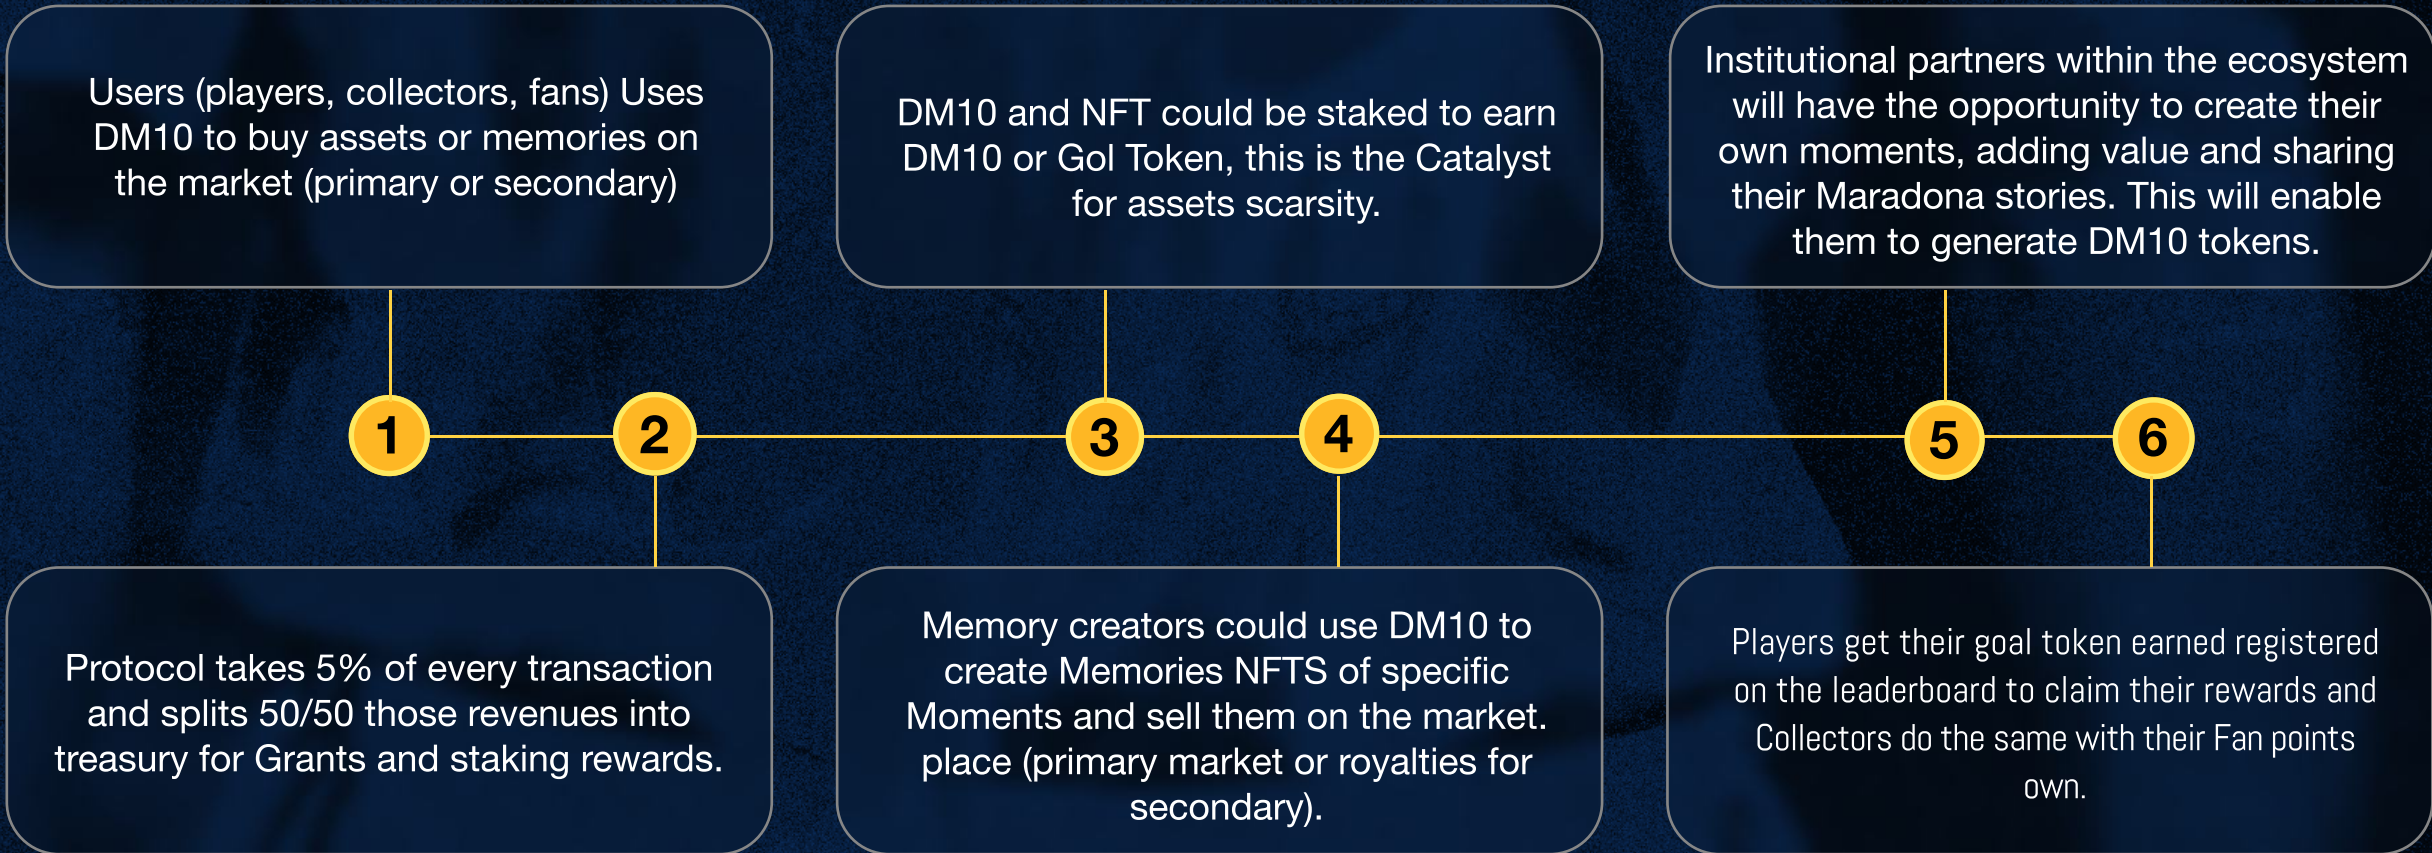 Users (players, collectors, fans) Uses
DM10 to buy assets or memories on
the market (primary or secondary)
DM10 and NFT could be staked to earn
DM10 or Gol Token, this is the Catalyst
for assets scarsity.
Institutional partners within the ecosystem
will have the opportunity to create their
own moments, adding value and sharing
their Maradona stories. This will enable
them to generate DM10 tokens.
1
2
3
4
5
6
Protocol takes 5% of every transaction
and splits 50/50 those revenues into
treasury for Grants and staking rewards.
Memory creators could use DM10 to
create Memories NFTS of specific
Moments and sell them on the market.
place (primary market or royalties for
secondary).
Players get their goal token earned registered
on the leaderboard to claim their rewards and
Collectors do the same with their Fan points
own.